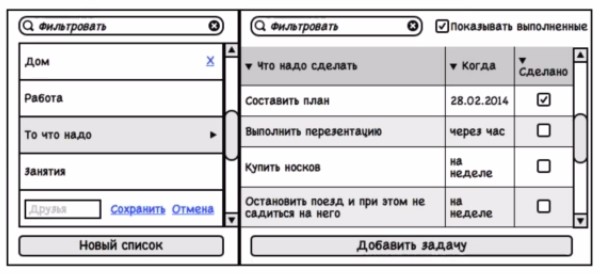 Фильтровать
Дом X
Работа
То что надо
Занятия
Друзья Сохранить Отмена
Новый список
Фильтровать Показывать выполненные
Что надо сделать Когда Сделано
Составить план 28.02.2014
Выполнить перезентацию через час
Купить носков на
неделе
Остановить поезд и при этом не на
садиться на него неделе
Добавить задачу